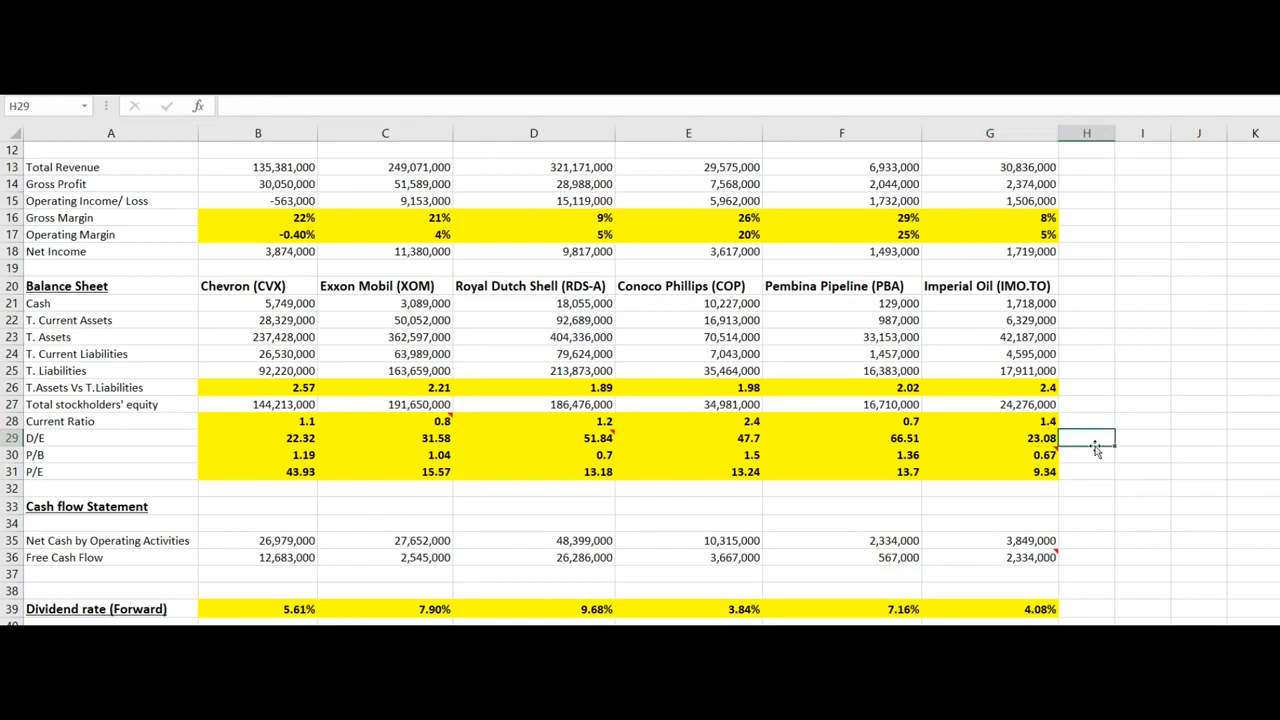 H29 fx
A B C D E F G H I J K
12
13 Total Revenue 135,381,000 249,071,000 321,171,000 29,575,000 6,933,000 30,836,000
14 Gross Profit 30,050,000 51,589,000 28,988,000 7,568,000 2,044,000 2,374,000
15 Operating Income/ Loss -563,000 9,153,000 15,119,000 5,962,000 1,732,000 1,506,000
16 Gross Margin 22% 21% 9% 26% 29% 8%
17 Operating Margin -0.40% 4% 5% 20% 25% 5%
18 Net Income 3,874,000 11,380,000 9,817,000 3,617,000 1,493,000 1,719,000
19
20 Balance Sheet Chevron (CVX) Exxon Mobil (XOM) Royal Dutch Shell (RDS-A) Conoco Phillips (COP) Pembina Pipeline (PBA) Imperial Oil (IMO.TO)
21 Cash 5,749,000 3,089,000 18,055,000 10,227,000 129,000 1,718,000
22 T. Current Assets 28,329,000 50,052,000 92,689,000 16,913,000 987,000 6,329,000
23 T. Assets 237,428,000 362,597,000 404,336,000 70,514,000 33,153,000 42,187,000
24 T. Current Liabilities 26,530,000 63,989,000 79,624,000 7,043,000 1,457,000 4,595,000
25 T. Liabilities 92,220,000 163,659,000 213,873,000 35,464,000 16,383,000 17,911,000
26 T.Assets Vs T.Liabilities 2.57 2.21 1.89 1.98 2.02 2.4
27 Total stockholders' equity 144,213,000 191,650,000 186,476,000 34,981,000 16,710,000 24,276,000
28 Current Ratio 1.1 0.8 1.2 2.4 0.7 1.4
29 D/E 22.32 31.58 51.84 47.7 66.51 23.08
30 P/B 1.19 1.04 0.7 1.5 1.36 0.67
31 P/E 43.93 15.57 13.18 13.24 13.7 9.34
32
33 Cash flow Statement
34
35 Net Cash by Operating Activities 26,979,000 27,652,000 48,399,000 10,315,000 2,334,000 3,849,000
36 Free Cash Flow 12,683,000 2,545,000 26,286,000 3,667,000 567,000 2,334,000
37
38
39 Dividend rate (Forward) 5.61% 7.90% 9.68% 3.84% 7.16% 4.08%